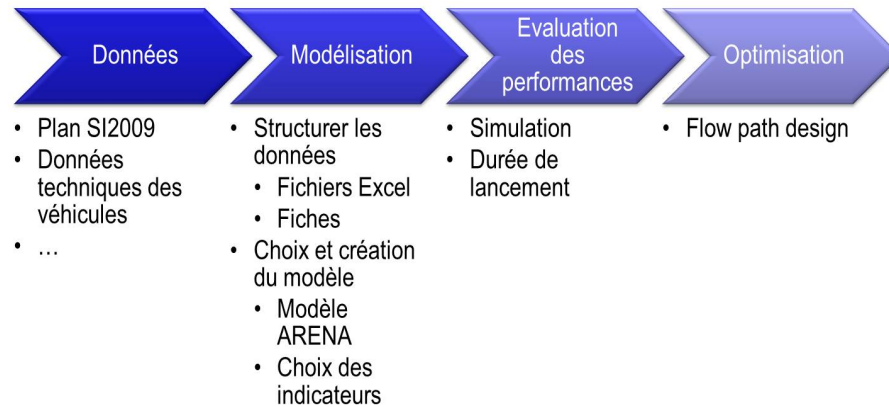 Données
• Plan SI2009
• Données
techniques des
véhicules
• …
Modélisation
• Structurer les
données
• Fichiers Excel
• Fiches
• Choix et création
du modèle
• Modèle
ARENA
• Choix des
indicateurs
Evaluation
des
performances
• Simulation
• Durée de
lancement
Optimisation
• Flow path design